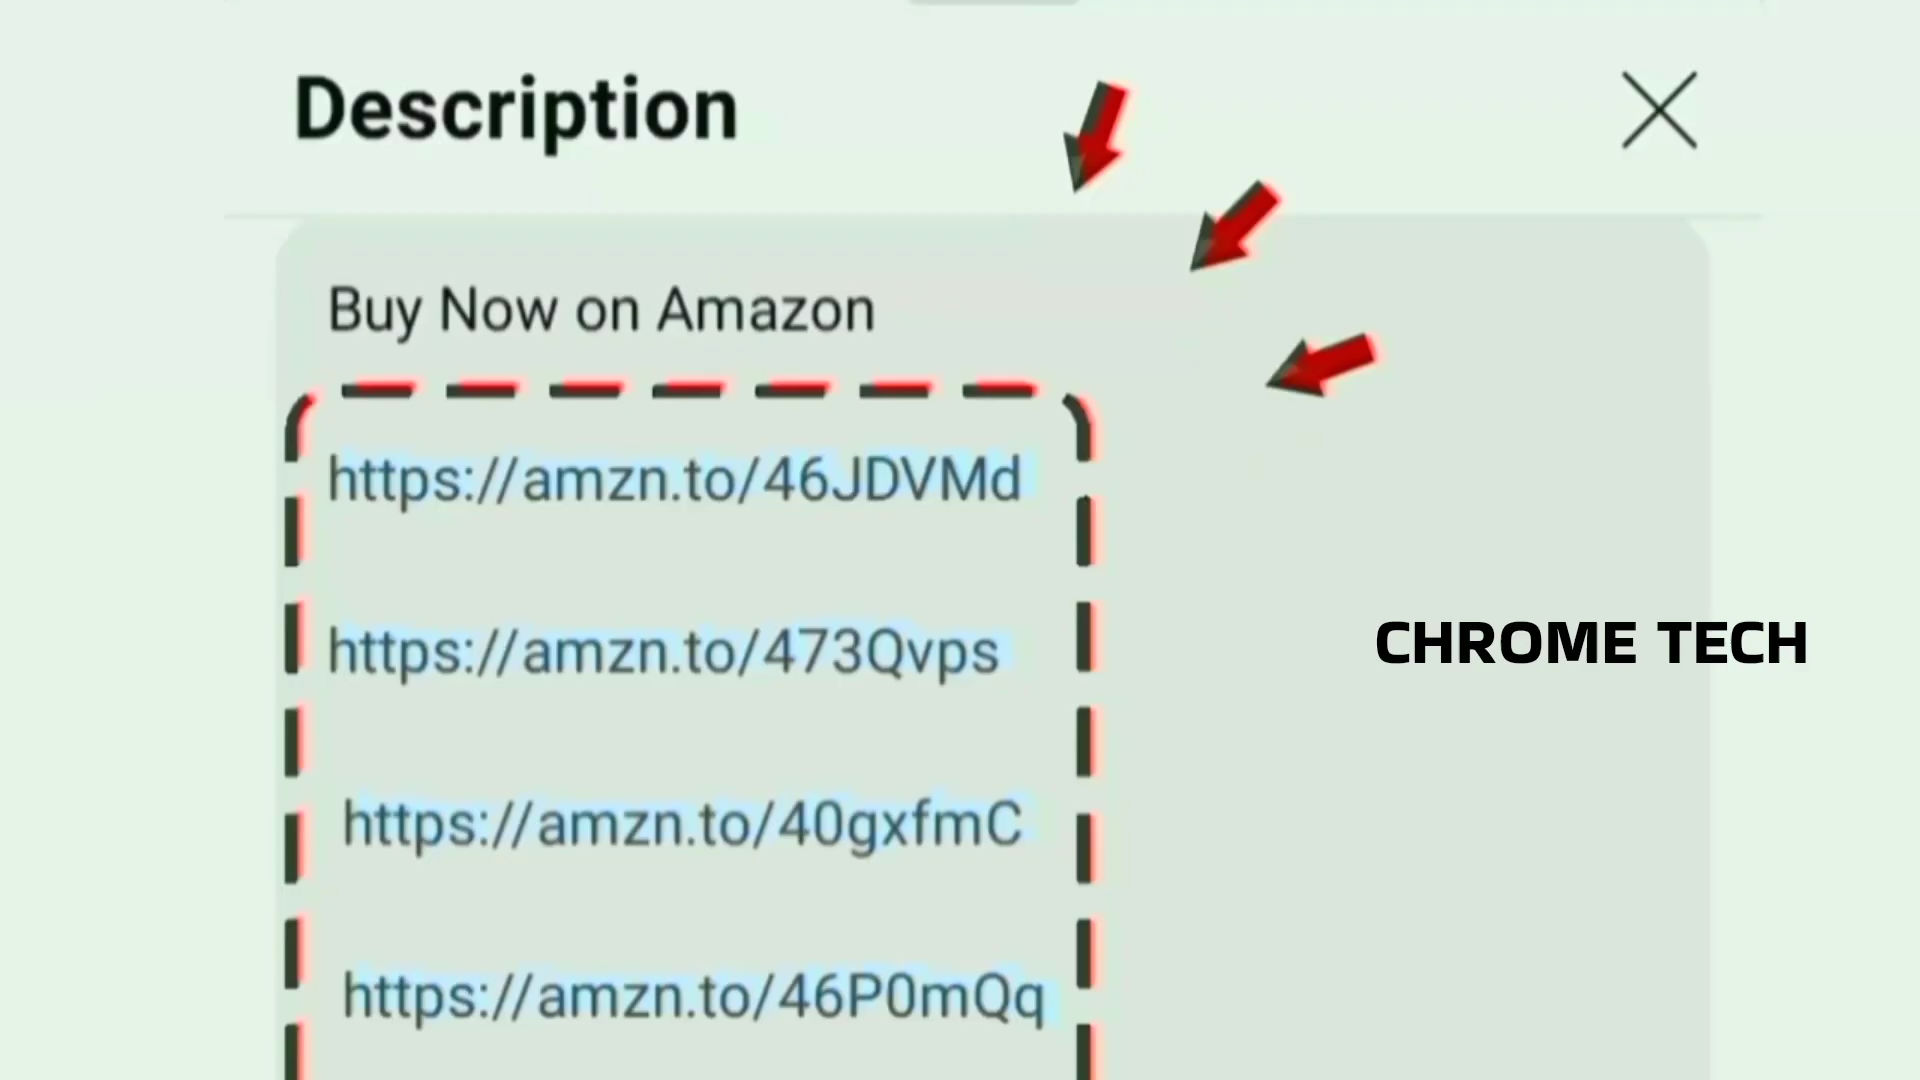 Description
Buy Now on Amazon
https://amzn.to/46JDVMd
https://amzn.to/473Qvps
CHROME TECH
https://amzn.to/40gxfmC
https://amzn.to/46P0mQq